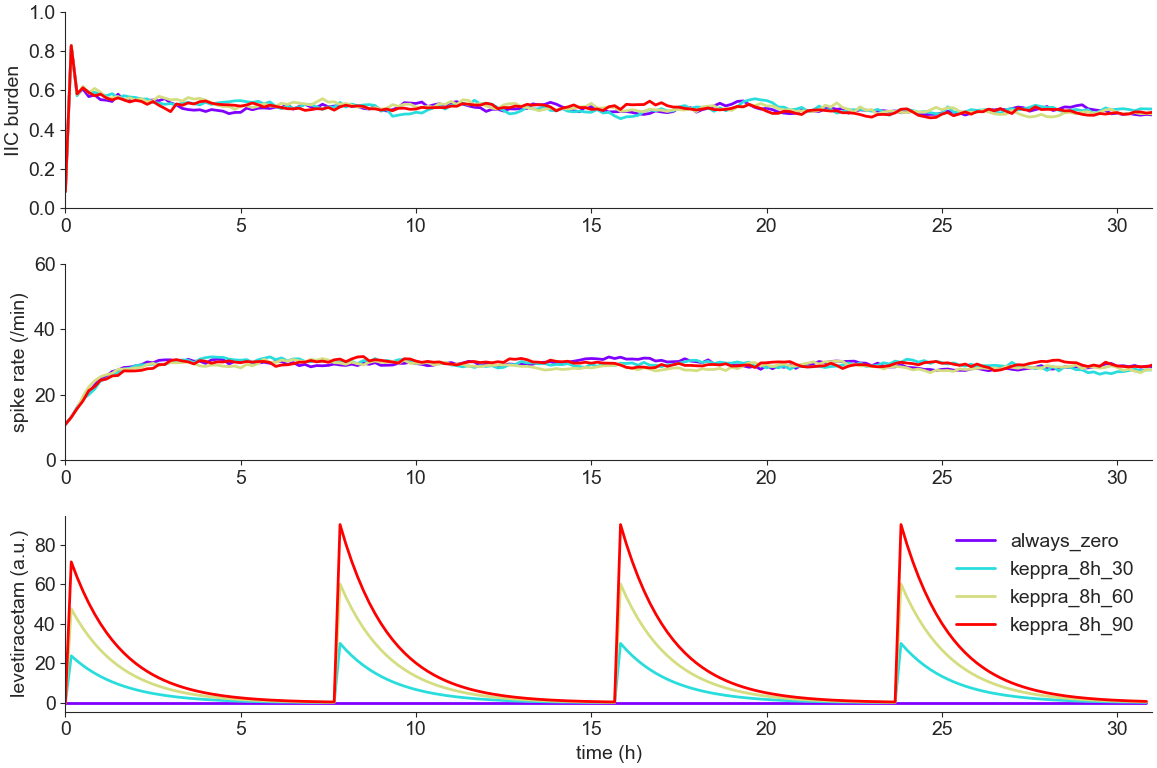 1.0
0.8
0.6
0.4
0.2
0.0
IIC burden
0 5 10 15 20 25 30
60
40
20
0
spike rate (/min)
0 5 10 15 20 25 30
80
60
40
20
0
levetiracetam (a.u.)
always_zero
keppra_8h_30
keppra_8h_60
keppra_8h_90
0 5 10 15 20 25 30
time (h)